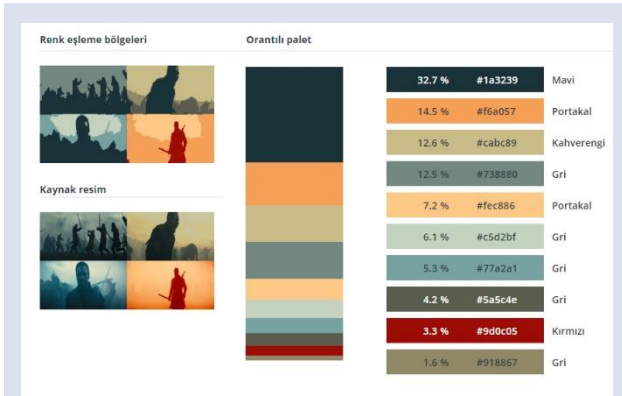 Renk eşleme bölgeleri
Orantılı palet
Kaynak resim
32.7 % #1a3239 Mavi
14.5 % #f6a057 Portakal
12.6 % #cabc89 Kahverengi
12.5 % #738880 Gri
7.2 % #fec886 Portakal
6.1 % #c5d2bf Gri
5.3 % #77a2a1 Gri
4.2 % #5a5c4e Gri
3.3 % #9d0c05 Kırmızı
1.6 % #918867 Gri